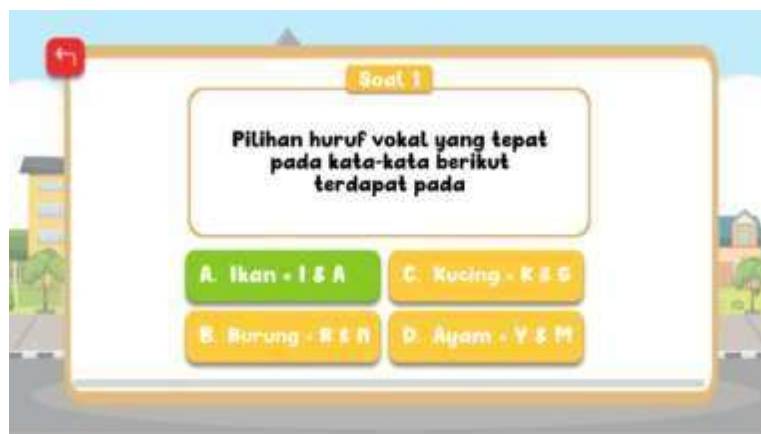 Soal 1
Pilihan huruf vokal yang tepat
pada kata-kata berikut
terdapat pada
A. Ikan = I & A
C. Kucing = K & G
B. Burung = R & N
D. Ayam = Y & M